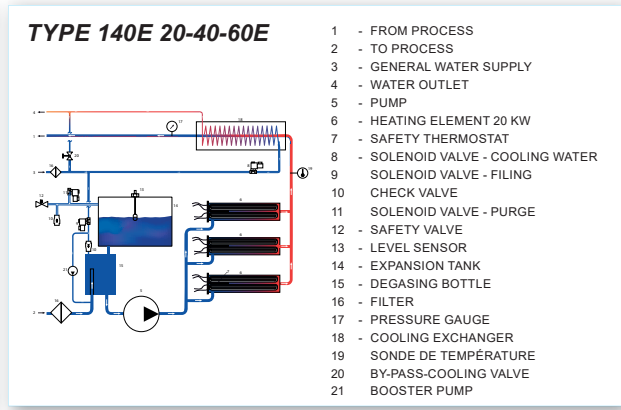 TYPE 140E 20-40-60E
1 - FROM PROCESS
2 - TO PROCESS
3 - GENERAL WATER SUPPLY
4 - WATER OUTLET
5 - PUMP
6 - HEATING ELEMENT 20 KW
7 - SAFETY THERMOSTAT
8 - SOLENOID VALVE - COOLING WATER
9 SOLENOID VALVE - FILING
10 CHECK VALVE
11 SOLENOID VALVE - PURGE
12 - SAFETY VALVE
13 - LEVEL SENSOR
14 - EXPANSION TANK
15 - DEGASING BOTTLE
16 - FILTER
17 - PRESSURE GAUGE
18 - COOLING EXCHANGER
19 SONDE DE TEMPÉRATURE
20 BY-PASS-COOLING VALVE
21 BOOSTER PUMP